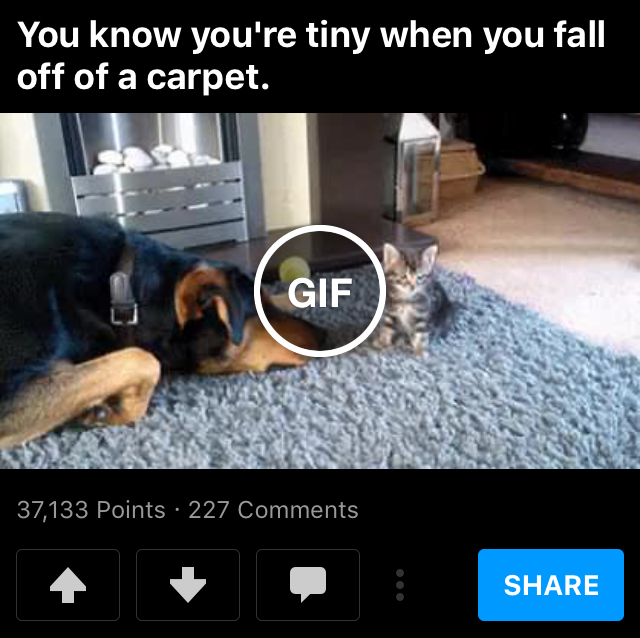 You know you're tiny when you fall
off of a carpet.
GIF
37,133 Points · 227 Comments
SHARE